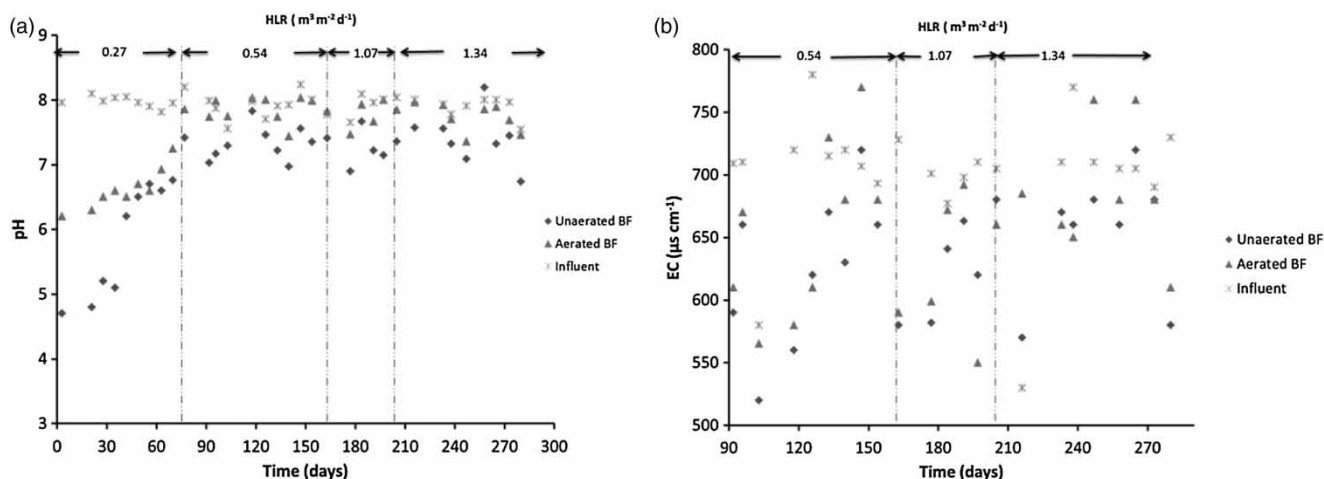 (a)
HLR ( m³ m⁻² d⁻¹)
0.27 0.54 1.07 1.34
9
8
7
6
5
4
3
pH
0 30 60 90 120 150 180 210 240 270 300
Time (days)
Unaerated BF
Aerated BF
Influent
(b)
HLR ( m³ m⁻² d⁻¹)
0.54 1.07 1.34
800
750
700
650
600
550
500
EC (µs cm⁻¹)
90 120 150 180 210 240 270
Time (days)
Unaerated BF
Aerated BF
Influent